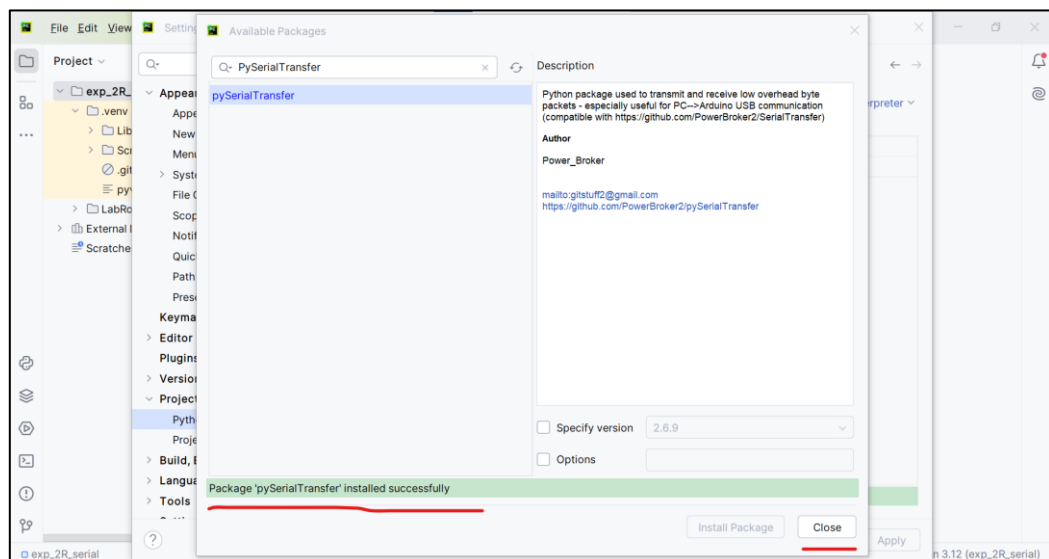 File Edit View
Setting
Available Packages
Project
PySerialTransfer
Description
exp_2R_
.venv
Lib
Scr
.git
pyv
LabRo
External l
Scratche
Appear
Appe
New
Menu
Syste
File C
Scop
Notif
Quic
Path
Prese
Keyma
Editor
Plugins
Version
Project
Pyth
Proje
Build, E
Langua
Tools
pySerialTransfer
Python package used to transmit and receive low overhead byte
packets - especially useful for PC-->Arduino USB communication
(compatible with https://github.com/PowerBroker2/SerialTransfer)
Author
Power_Broker
mailto:gitstuff2@gmail.com
https://github.com/PowerBroker2/pySerialTransfer
rpreter
Specify version 2.6.9
Options
Package 'pySerialTransfer' installed successfully
Install Package Close
Apply
exp_2R_serial
n 3.12 (exp_2R_serial)